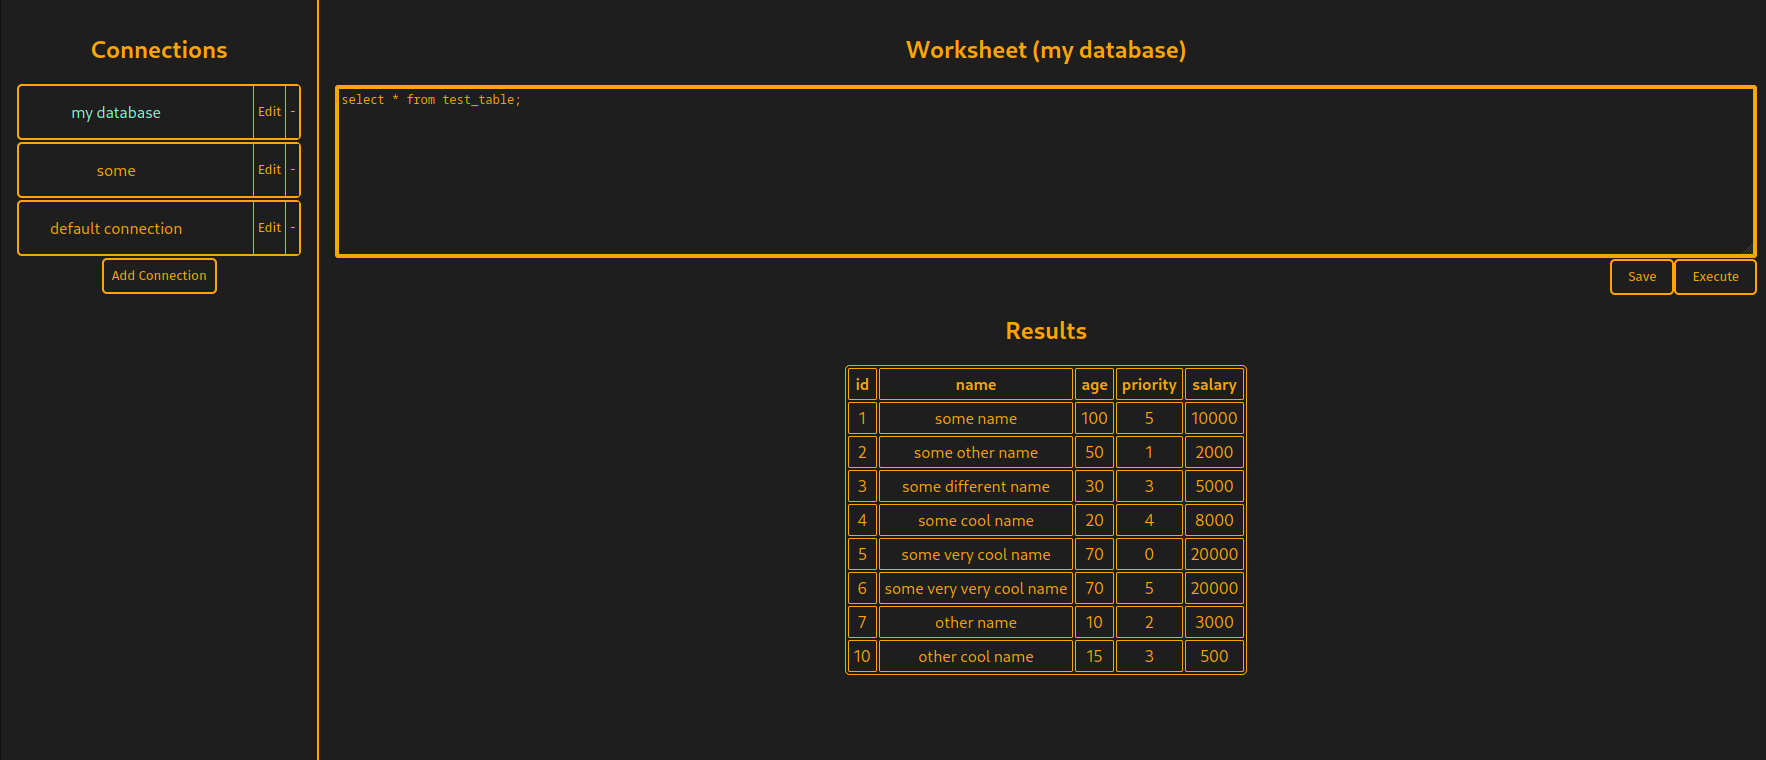 Connections
my database Edit -
some Edit -
default connection Edit -
Add Connection
Worksheet (my database)
select * from test_table;
Save Execute
Results
id name age priority salary
1 some name 100 5 10000
2 some other name 50 1 2000
3 some different name 30 3 5000
4 some cool name 20 4 8000
5 some very cool name 70 0 20000
6 some very very cool name 70 5 20000
7 other name 10 2 3000
10 other cool name 15 3 500